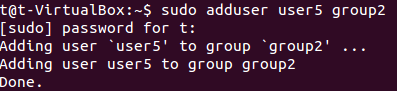 t@t-VirtualBox:~$ sudo adduser user5 group2
[sudo] password for t:
Adding user `user5' to group `group2' ...
Adding user user5 to group group2
Done.